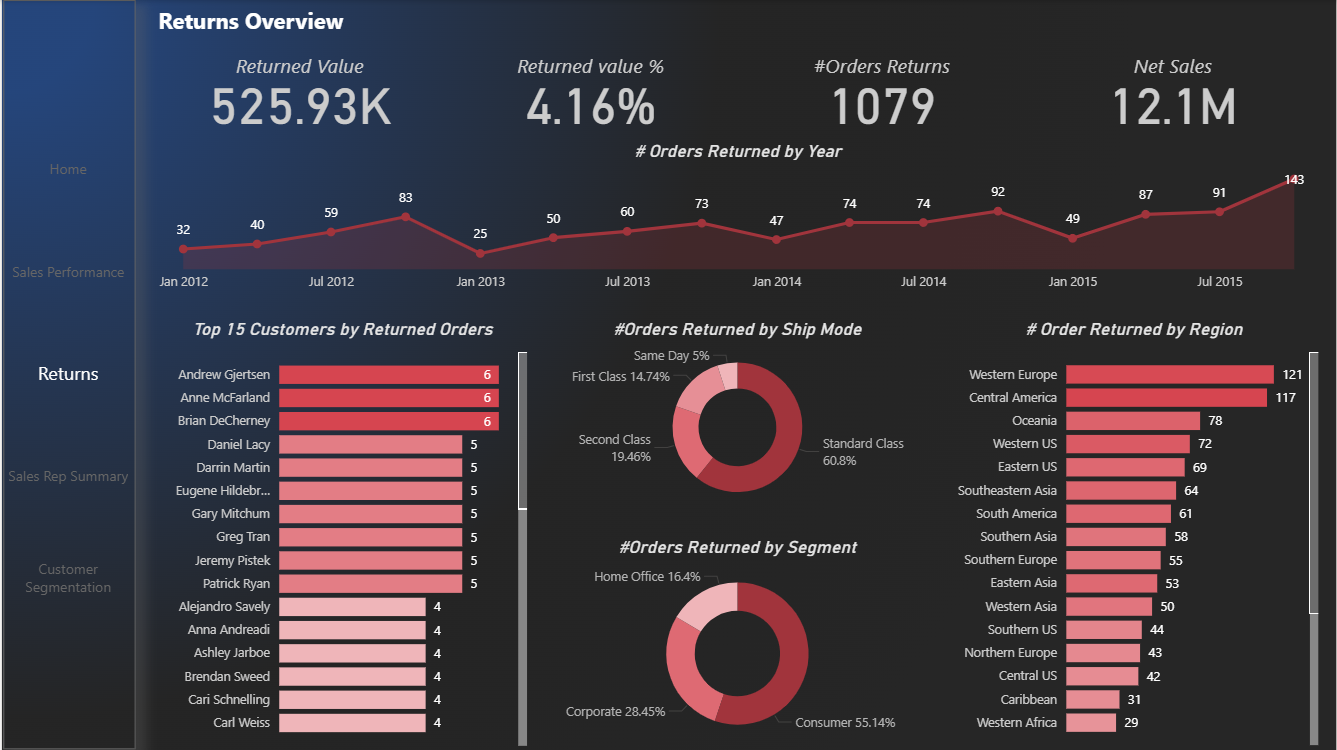 Returns Overview
Returned Value
525.93K
Returned value %
4.16%
#Orders Returns
1079
Net Sales
12.1M
Home
Sales Performance
Returns
Sales Rep Summary
Customer
Segmentation
# Orders Returned by Year
32
40
59
83
25
50
60
73
47
74
74
92
49
87
91
143
Jan 2012
Jul 2012
Jan 2013
Jul 2013
Jan 2014
Jul 2014
Jan 2015
Jul 2015
Top 15 Customers by Returned Orders
Andrew Gjertsen 6
Anne McFarland 6
Brian DeCherney 6
Daniel Lacy 5
Darrin Martin 5
Eugene Hildebr... 5
Gary Mitchum 5
Greg Tran 5
Jeremy Pistek 5
Patrick Ryan 5
Alejandro Savely 4
Anna Andreadi 4
Ashley Jarboe 4
Brendan Sweed 4
Cari Schnelling 4
Carl Weiss 4
#Orders Returned by Ship Mode
Same Day 5%
First Class 14.74%
Second Class
19.46%
Standard Class
60.8%
#Orders Returned by Segment
Home Office 16.4%
Corporate 28.45%
Consumer 55.14%
# Order Returned by Region
Western Europe 121
Central America 117
Oceania 78
Western US 72
Eastern US 69
Southeastern Asia 64
South America 61
Southern Asia 58
Southern Europe 55
Eastern Asia 53
Western Asia 50
Southern US 44
Northern Europe 43
Central US 42
Caribbean 31
Western Africa 29